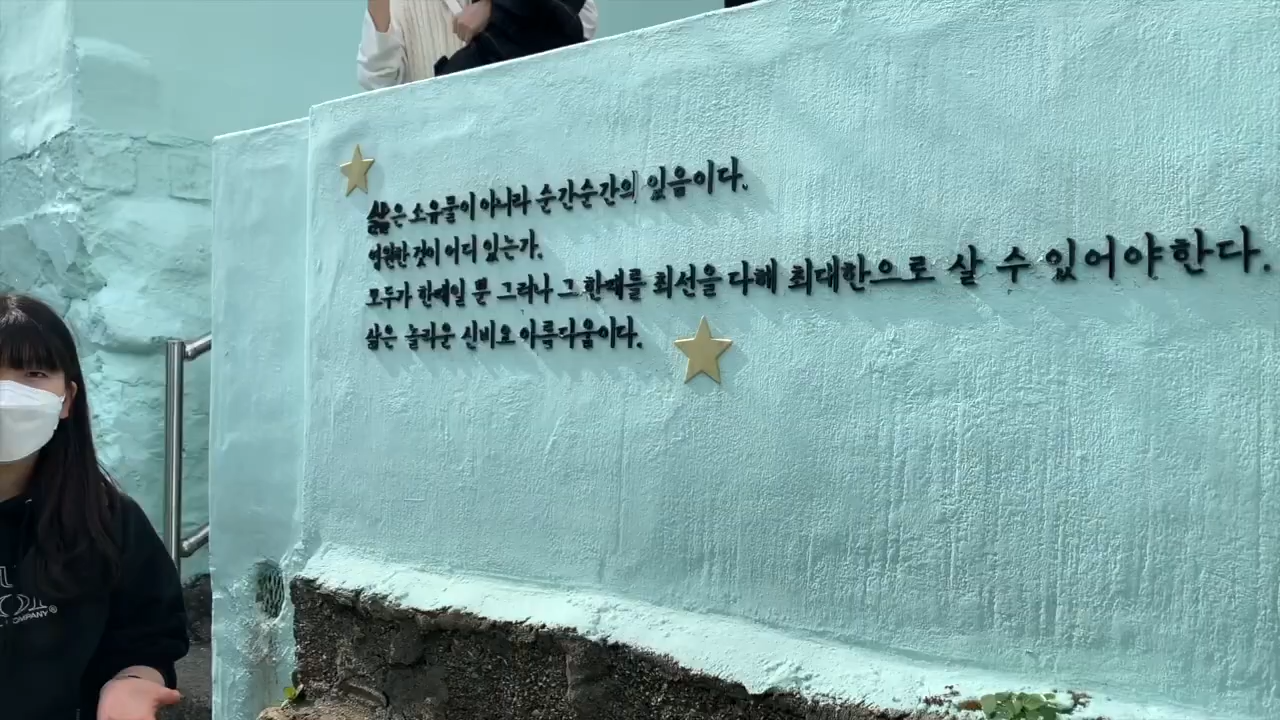 삶은 소유물이 아니라 순간순간의 있음이다.
영원한 것이 어디 있는가.
모두가 한때일 뿐 그러나 그 한때를 최선을 다해 최대한으로 살 수 있어야한다.
삶은 놀라운 신비요 아름다움이다.
COMPANY®